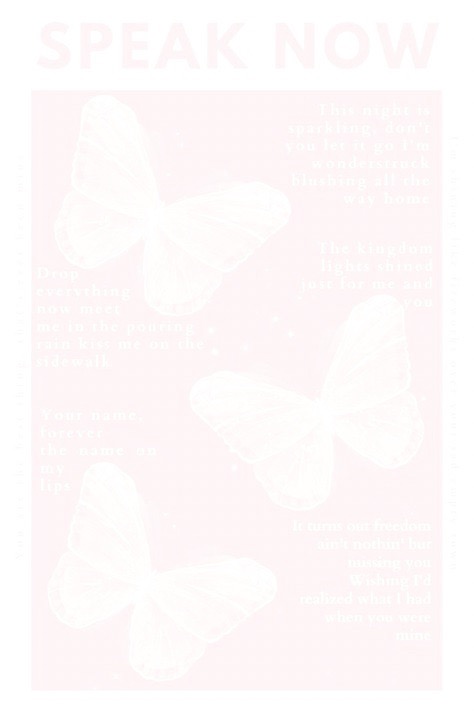 SPEAK NOW
This night is
sparkling, don't
you let it go I'm
wonderstruck
blushing all the
way home
The kingdom
lights shined
just for me and
you
Drop
everything
now meet
me in the pouring
rain kiss me on the
sidewalk
Your name,
forever
the name on
my
lips
It turns out freedom
ain't nothin' but
missing you
Wishing I'd
realized what I had
when you were
mine